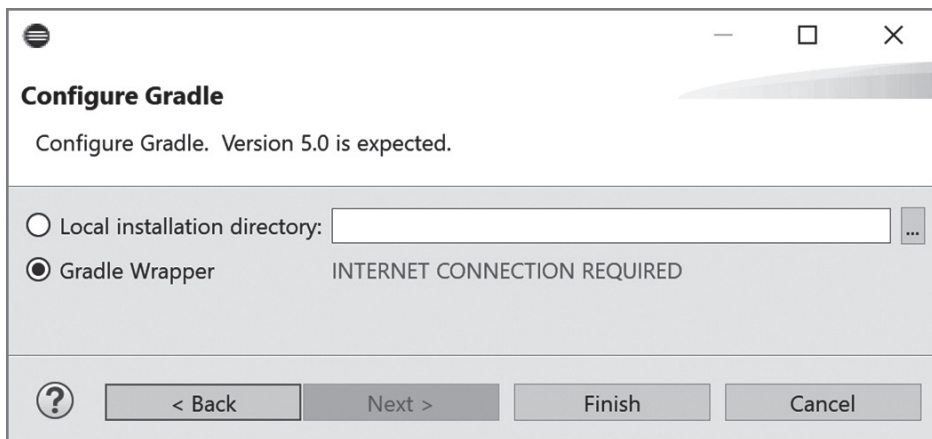 Configure Gradle
Configure Gradle. Version 5.0 is expected.
Local installation directory:
...
Gradle Wrapper INTERNET CONNECTION REQUIRED
?
< Back Next > Finish Cancel